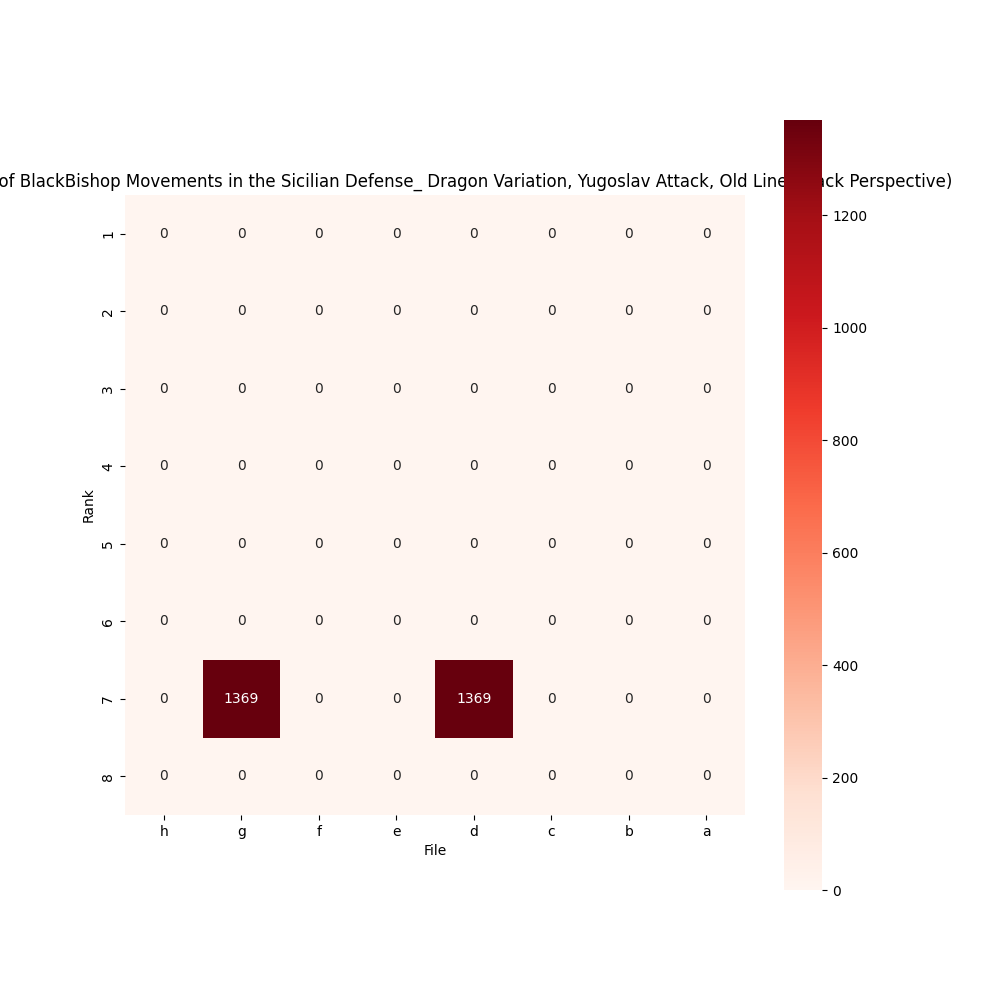 of BlackBishop Movements in the Sicilian Defense_ Dragon Variation, Yugoslav Attack, Old Line Perspective)
1200
1 0 0 0 0 0 0 0 0
2 0 0 0 0 0 0 0 0
1000
3 0 0 0 0 0 0 0 0
800
4 0 0 0 0 0 0 0 0
Rank
5 0 0 0 0 0 0 0 0
600
6 0 0 0 0 0 0 0 0
400
7 0 1369 0 0 1369 0 0 0
200
8 0 0 0 0 0 0 0 0
h g f e d c b a
File
0